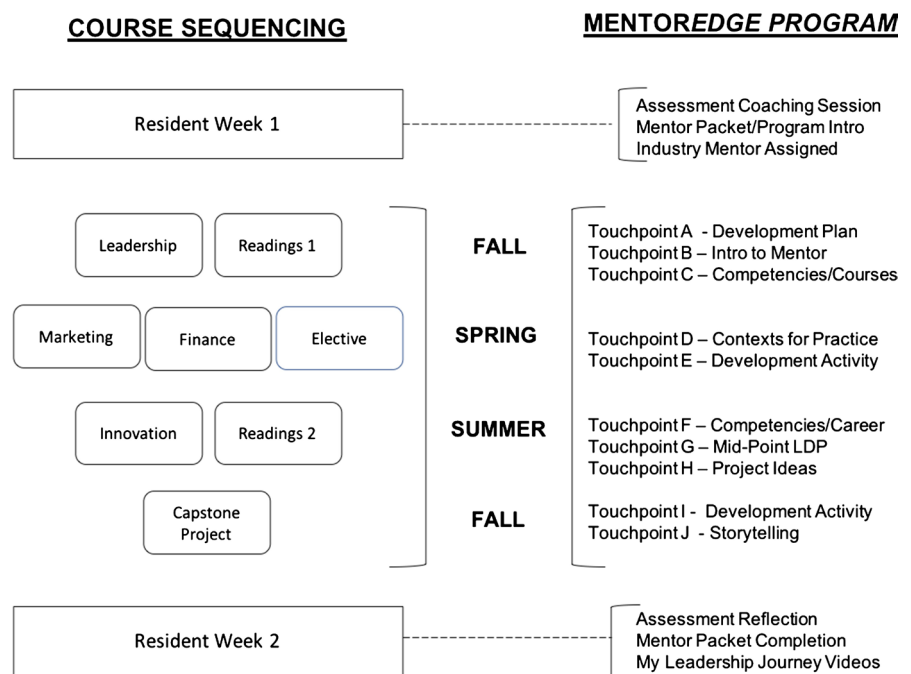 COURSE SEQUENCING
MENTOREDGE PROGRAM
Resident Week 1
Assessment Coaching Session
Mentor Packet/Program Intro
Industry Mentor Assigned
Leadership
Readings 1
FALL
Touchpoint A - Development Plan
Touchpoint B – Intro to Mentor
Touchpoint C – Competencies/Courses
Marketing
Finance
Elective
SPRING
Touchpoint D – Contexts for Practice
Touchpoint E – Development Activity
Innovation
Readings 2
SUMMER
Touchpoint F – Competencies/Career
Touchpoint G – Mid-Point LDP
Touchpoint H – Project Ideas
Capstone
Project
FALL
Touchpoint I - Development Activity
Touchpoint J - Storytelling
Resident Week 2
Assessment Reflection
Mentor Packet Completion
My Leadership Journey Videos